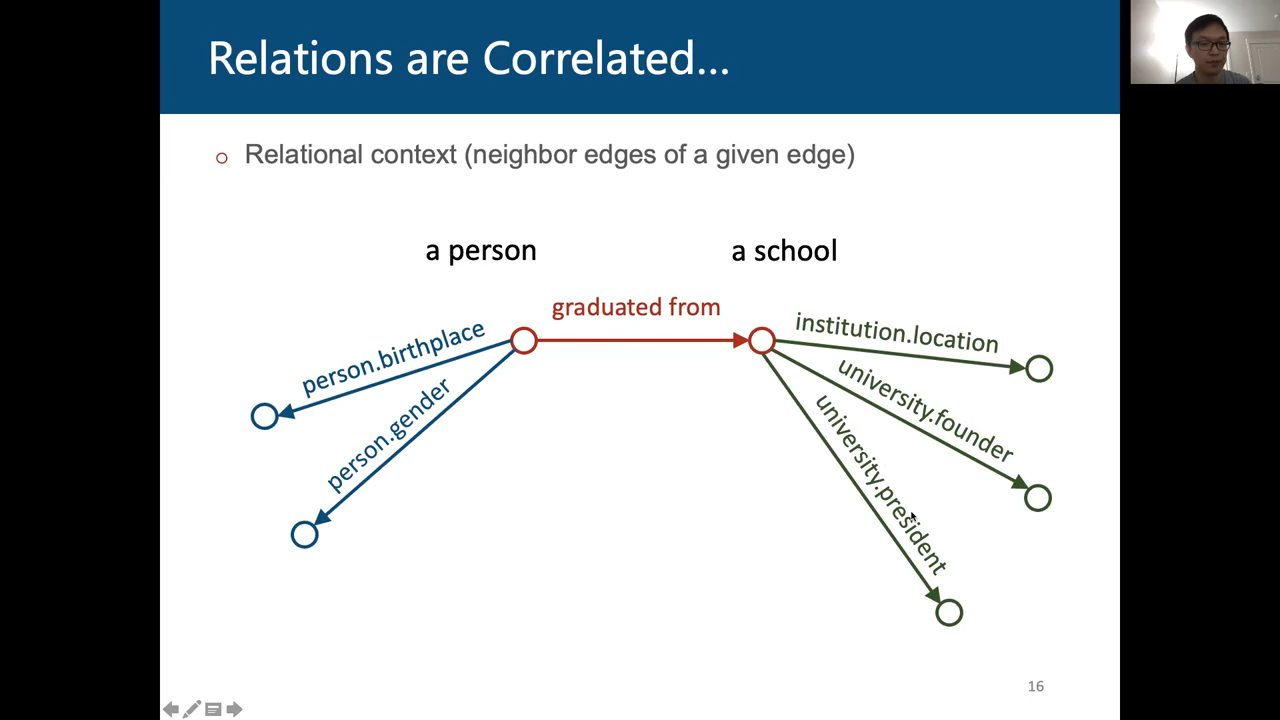 Relations are Correlated...
Relational context (neighbor edges of a given edge)
a person
a school
graduated from
person.birthplace
person.gender
institution.location
university.founder
university.president
16